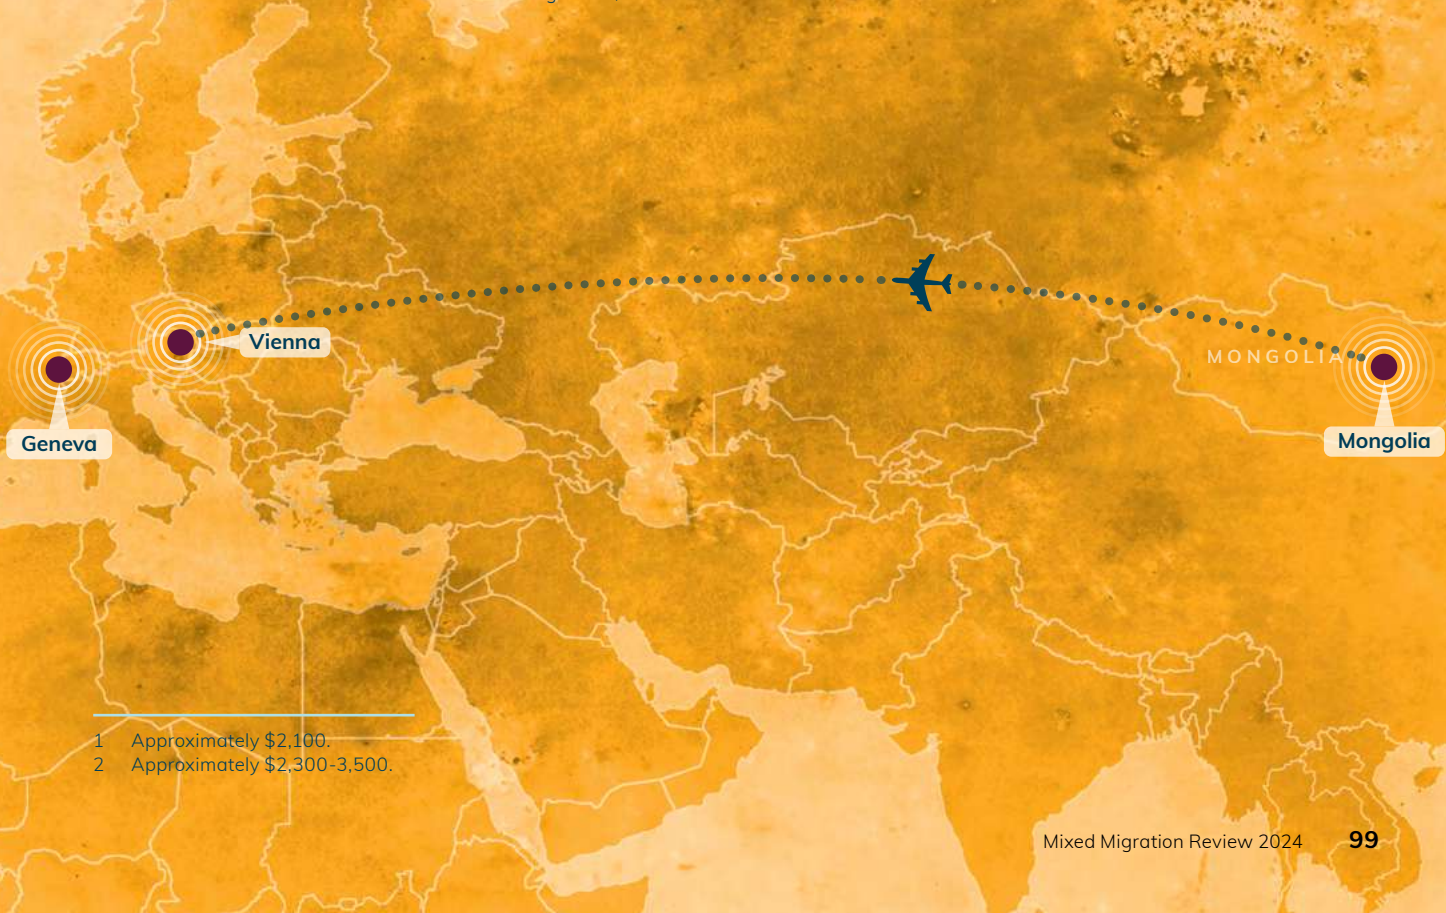 Vienna
MONGOLIA
Geneva
Mongolia
1 Approximately $2,100.
2 Approximately $2,300-3,500.
Mixed Migration Review 2024 99